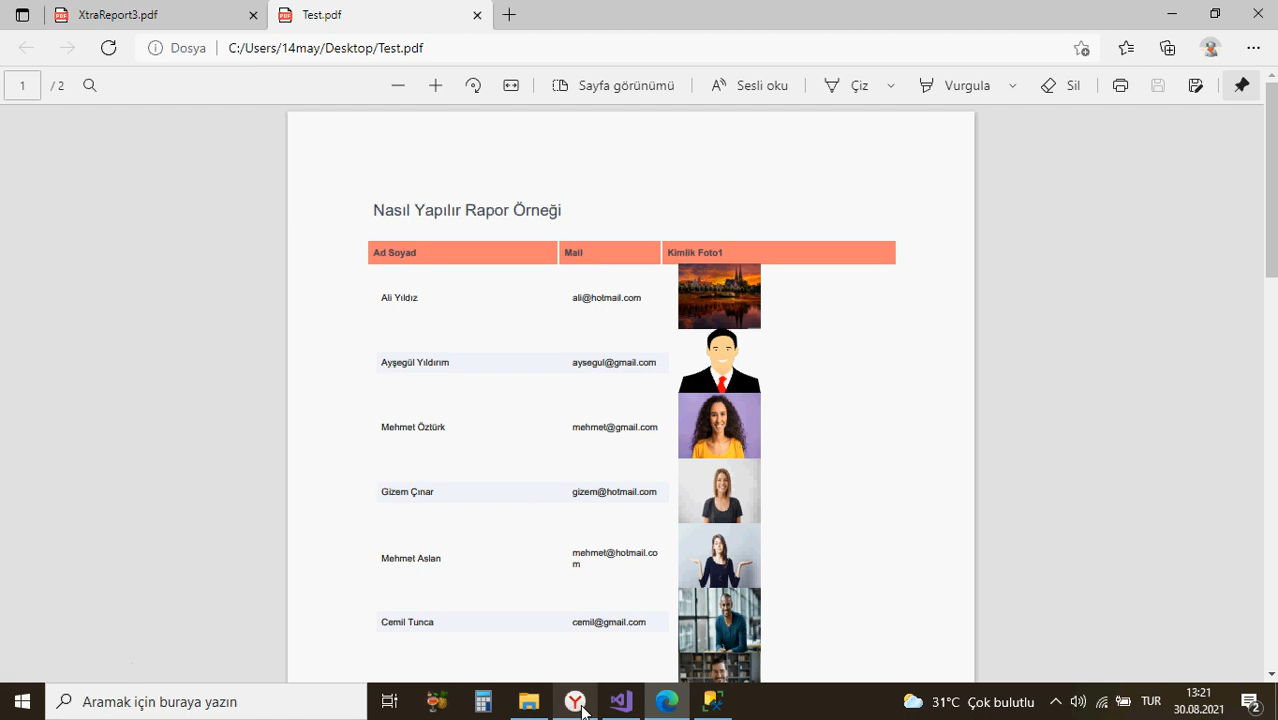 XtraReport3.pdf
Test.pdf
Dosya
C:/Users/14may/Desktop/Test.pdf
1 / 2
Sayfa görünümü
Sesli oku
Çiz
Vurgula
Sil
Nasıl Yapılır Rapor Örneği
Ad Soyad Mail Kimlik Foto1
Ali Yıldız ali@hotmail.com
Ayşegül Yıldırım aysegul@gmail.com
Mehmet Öztürk mehmet@gmail.com
Gizem Çınar gizem@hotmail.com
Mehmet Aslan mehmet@hotmail.co
m
Cemil Tunca cemil@gmail.com
Aramak için buraya yazın
31°C Çok bulutlu
TUR
13:21
30.08.2021
2